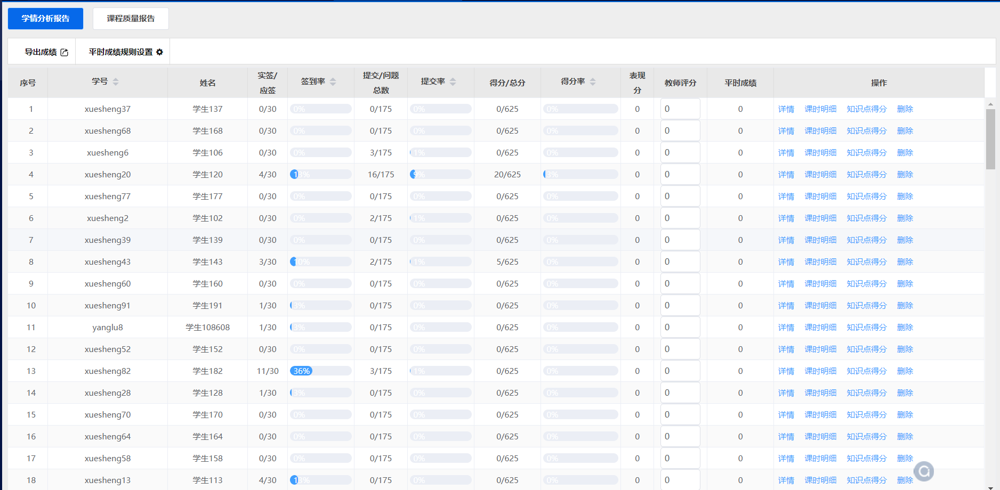 学情分析报告 课程质量报告
导出成绩 平时成绩规则设置
序号 学号 姓名 实签/应签 签到率 提交/问题总数 提交率 得分/总分 得分率 表现分 教师评分 平时成绩 操作
1 xuesheng37 学生137 0/30 0% 0/175 0% 0/625 0% 0 0 0 详情 课时明细 知识点得分 删除
2 xuesheng68 学生168 0/30 0% 0/175 0% 0/625 0% 0 0 0 详情 课时明细 知识点得分 删除
3 xuesheng6 学生106 0/30 0% 3/175 1% 0/625 0% 0 0 0 详情 课时明细 知识点得分 删除
4 xuesheng20 学生120 4/30 13% 16/175 9% 20/625 3% 0 0 0 详情 课时明细 知识点得分 删除
5 xuesheng77 学生177 0/30 0% 0/175 0% 0/625 0% 0 0 0 详情 课时明细 知识点得分 删除
6 xuesheng2 学生102 0/30 0% 2/175 1% 0/625 0% 0 0 0 详情 课时明细 知识点得分 删除
7 xuesheng39 学生139 0/30 0% 0/175 0% 0/625 0% 0 0 0 详情 课时明细 知识点得分 删除
8 xuesheng43 学生143 3/30 10% 2/175 1% 5/625 0% 0 0 0 详情 课时明细 知识点得分 删除
9 xuesheng60 学生160 0/30 0% 0/175 0% 0/625 0% 0 0 0 详情 课时明细 知识点得分 删除
10 xuesheng91 学生191 1/30 3% 0/175 0% 0/625 0% 0 0 0 详情 课时明细 知识点得分 删除
11 yanglu8 学生108608 1/30 3% 0/175 0% 0/625 0% 0 0 0 详情 课时明细 知识点得分 删除
12 xuesheng52 学生152 0/30 0% 0/175 0% 0/625 0% 0 0 0 详情 课时明细 知识点得分 删除
13 xuesheng82 学生182 11/30 36% 3/175 1% 0/625 0% 0 0 0 详情 课时明细 知识点得分 删除
14 xuesheng28 学生128 1/30 3% 0/175 0% 0/625 0% 0 0 0 详情 课时明细 知识点得分 删除
15 xuesheng70 学生170 0/30 0% 0/175 0% 0/625 0% 0 0 0 详情 课时明细 知识点得分 删除
16 xuesheng64 学生164 0/30 0% 0/175 0% 0/625 0% 0 0 0 详情 课时明细 知识点得分 删除
17 xuesheng58 学生158 0/30 0% 0/175 0% 0/625 0% 0 0 0 详情 课时明细 知识点得分 删除
18 xuesheng13 学生113 4/30 13% 0/175 0% 0/625 0% 0 0 0 详情 课时明细 知识点得分 删除